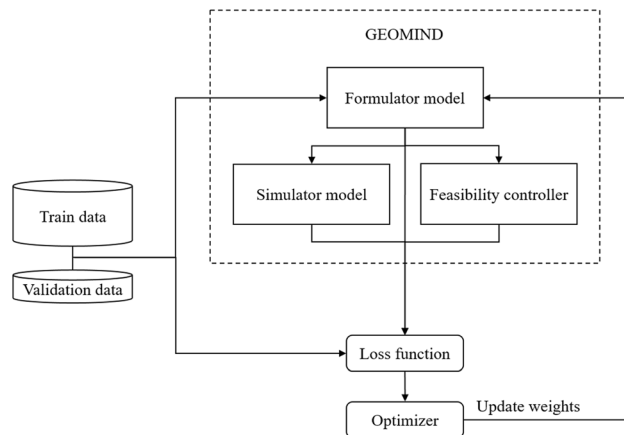 GEOMIND
Formulator model
Simulator model
Feasibility controller
Train data
Validation data
Loss function
Optimizer
Update weights